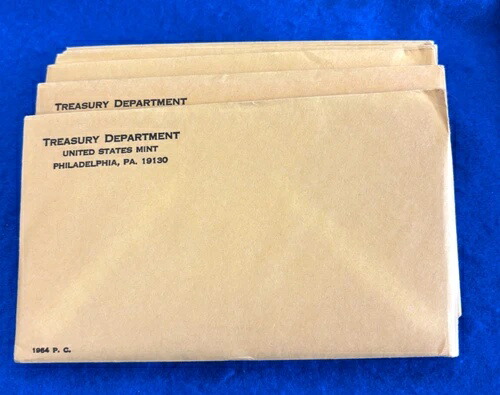 TREASURY DEPARTMENT
TREASURY DEPARTMENT
UNITED STATES MINT
PHILADELPHIA, PA. 19130
1964 P. C.